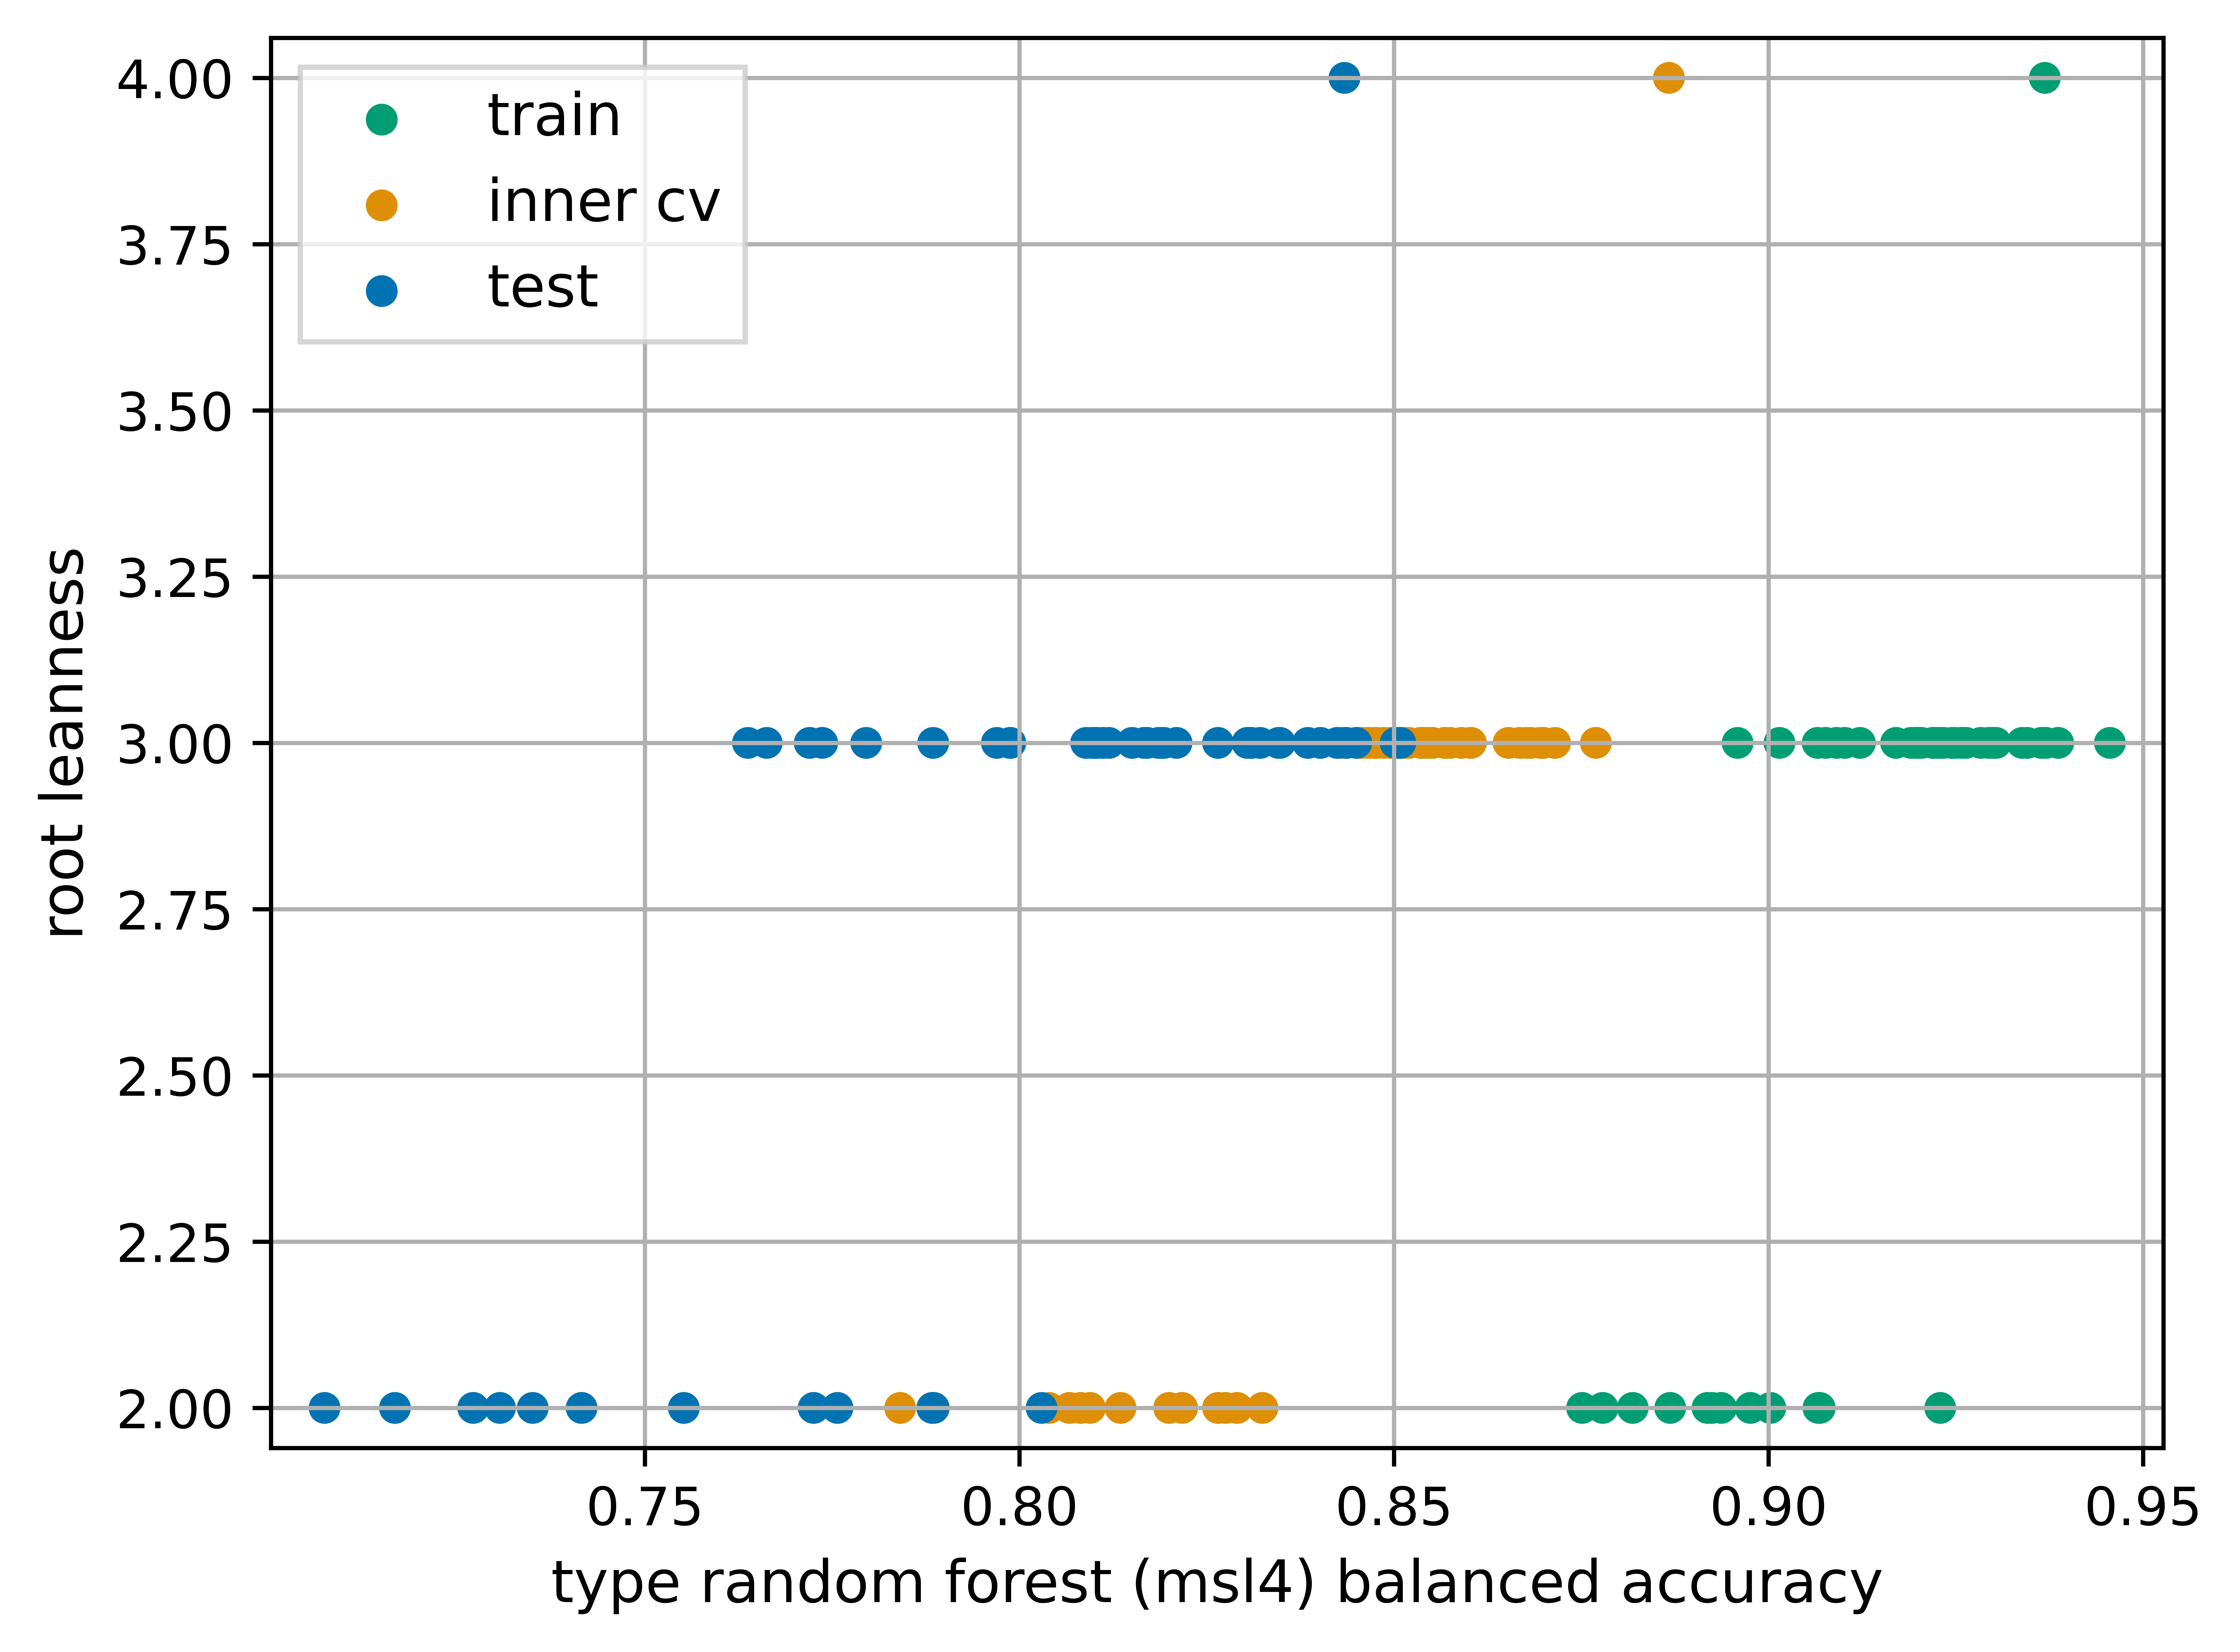 train
inner cv
test
4.00
3.75
3.50
3.25
3.00
2.75
2.50
2.25
2.00
root leanness
0.75 0.80 0.85 0.90 0.95
type random forest (msl4) balanced accuracy